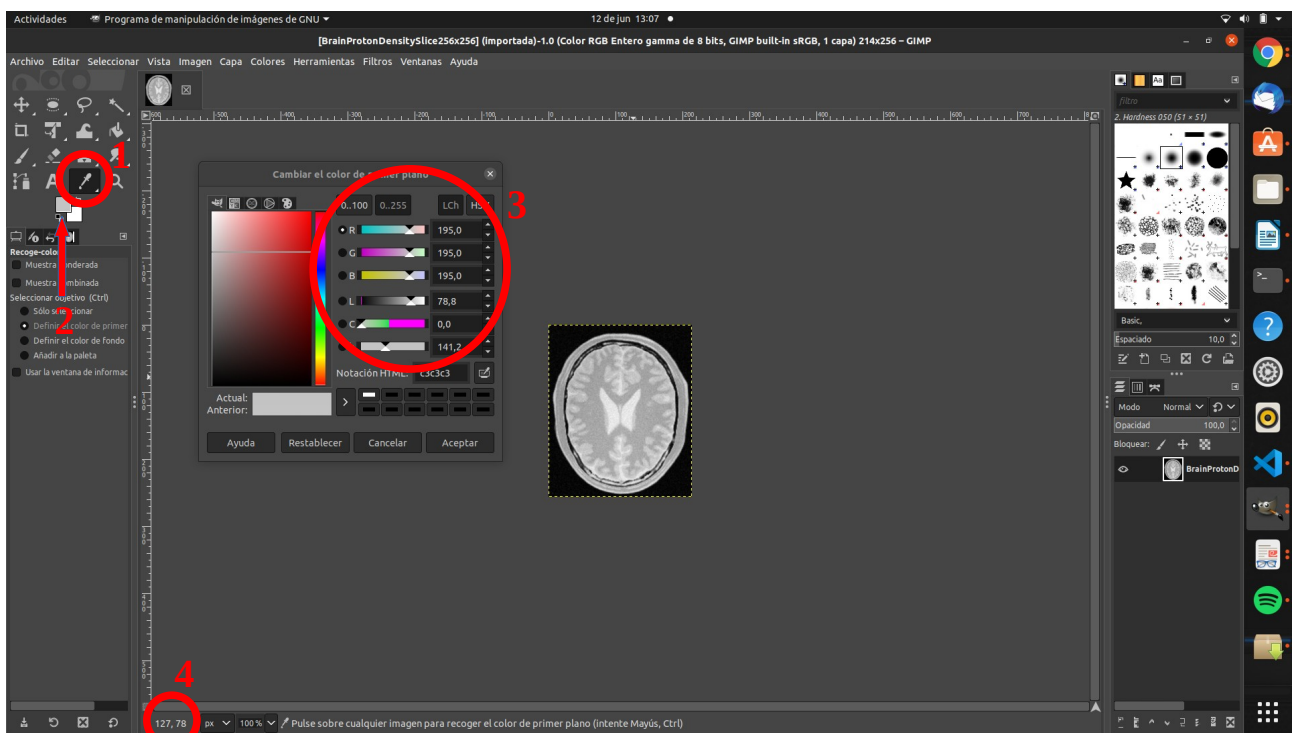 Actividades Programa de manipulación de imágenes de GNU 12 de jun 13:07
[BrainProtonDensitySlice256x256] (importada)-1.0 (Color RGB Entero gamma de 8 bits, GIMP built-in sRGB, 1 capa) 214x256 – GIMP
Archivo Editar Seleccionar Vista Imagen Capa Colores Herramientas Filtros Ventanas Ayuda
filtro
2. Hardness 050 (51 × 51)
1
Cambiar el color de primer plano
0..100 0..255 LCh
3
R 195,0
G 195,0
B 195,0
L 78,8
C 0,0
141,2
Notación HTML: c3c3c3
Actual:
Anterior:
Ayuda Restablecer Cancelar Aceptar
Recoge-color
Muestra ponderada
Muestra combinada
Seleccionar objetivo (Ctrl)
Sólo seleccionar
2
Definir el color de primer
Definir el color de fondo
Añadir a la paleta
Usar la ventana de informac
Basic,
Espaciado 10,0
Modo Normal
Opacidad 100,0
Bloquear:
BrainProtonD
4
127, 78 px 100 % Pulse sobre cualquier imagen para recoger el color de primer plano (intente Mayús, Ctrl)